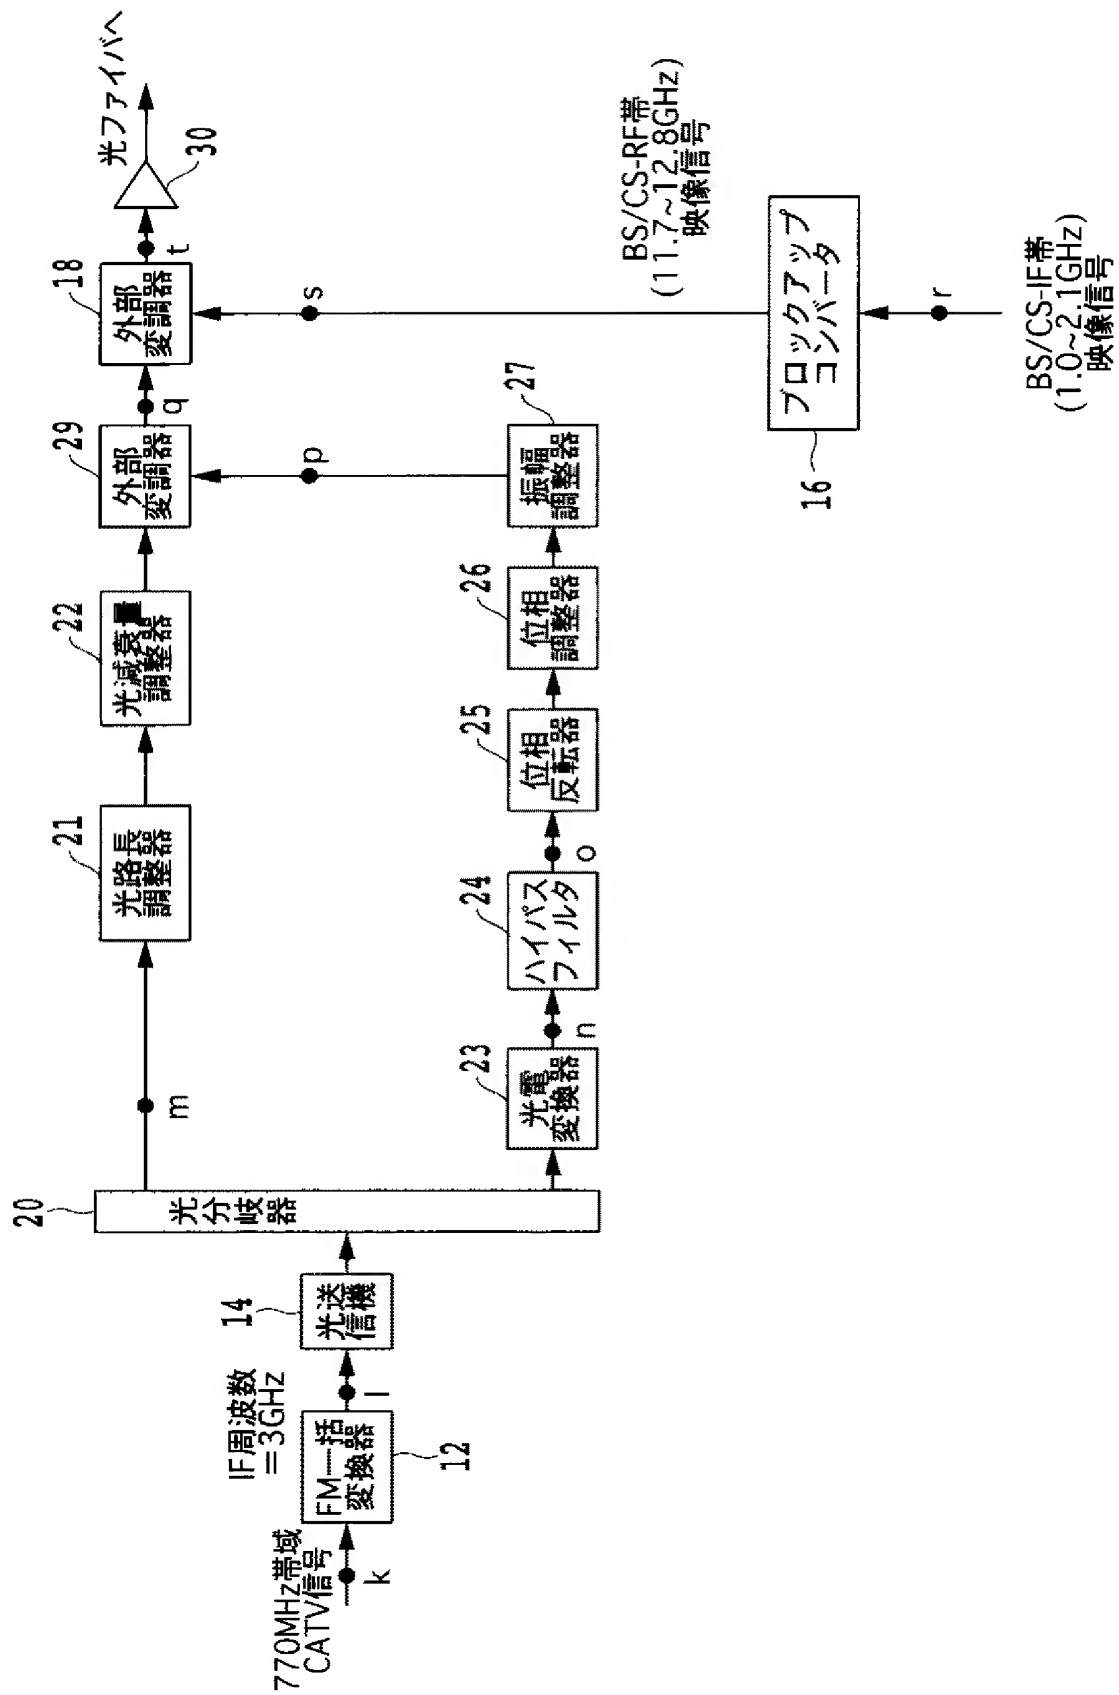 770MHz帯域
CATV信号
k
FM一括
変換器
12
IF周波数
=3GHz
l
光送
信機
14
光分岐器
20
m
光路長
調整器
21
光減衰量
調整器
22
外部
変調器
29
q
外部
変調器
18
t
30
光ファイバへ
光電
変換器
23
n
ハイパス
フィルタ
24
o
位相
反転器
25
位相
調整器
26
振幅
調整器
27
p
s
BS/CS-RF帯
(11.7~12.8GHz)
映像信号
ブロックアップ
コンバータ
16
r
BS/CS-IF帯
(1.0~2.1GHz)
映像信号